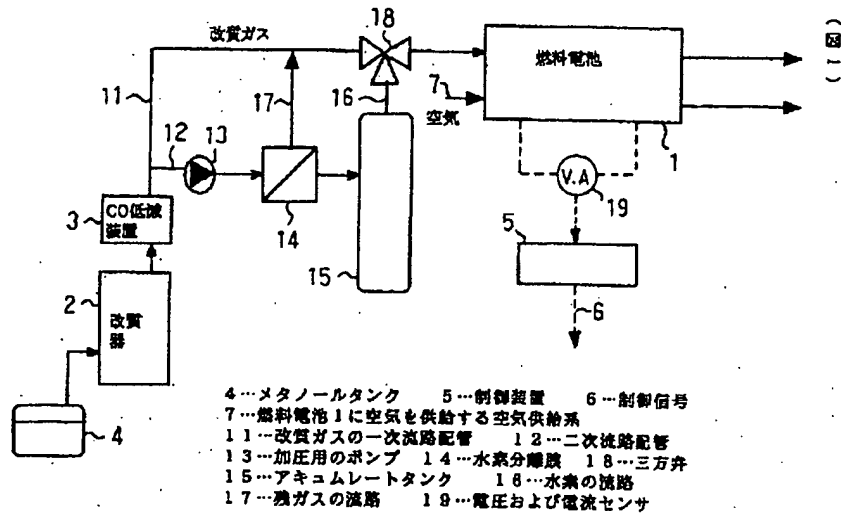 (図1)
改質ガス
18
11
17
16
7
空気
燃料電池
1
12
13
14
15
V.A
19
3
CO低減
装置
5
2
改質
器
6
4
4…メタノールタンク 5…制御装置 6…制御信号
7…燃料電池1に空気を供給する空気供給系
11…改質ガスの一次流路配管 12…二次流路配管
13…加圧用のポンプ 14…水素分離膜 18…三方弁
15…アキュムレートタンク 16…水素の流路
17…残ガスの流路 19…電圧および電流センサ